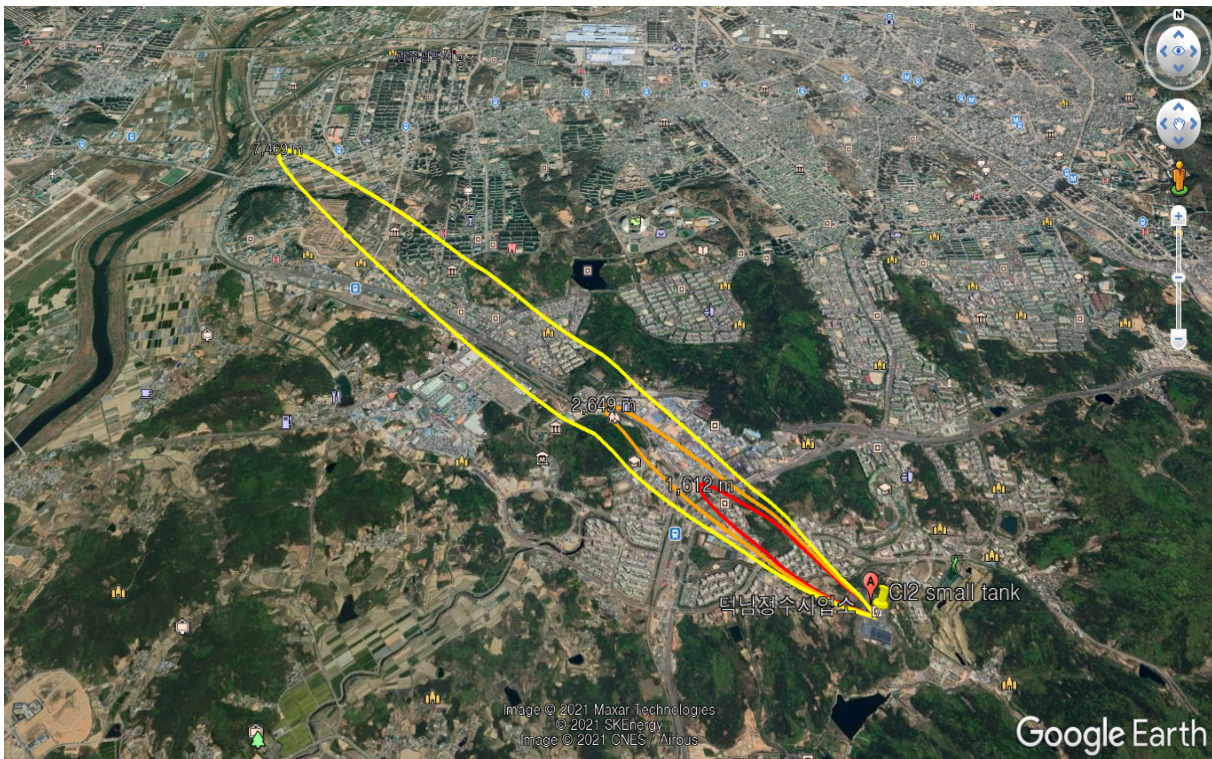 N
7,469 m
2,649 m
1,612 m
A
Cl2 small tank
덕남정수사업소
Image © 2021 Maxar Technologies
© 2021 SKEnergy
Image © 2021 CNES / Airbus
Google Earth